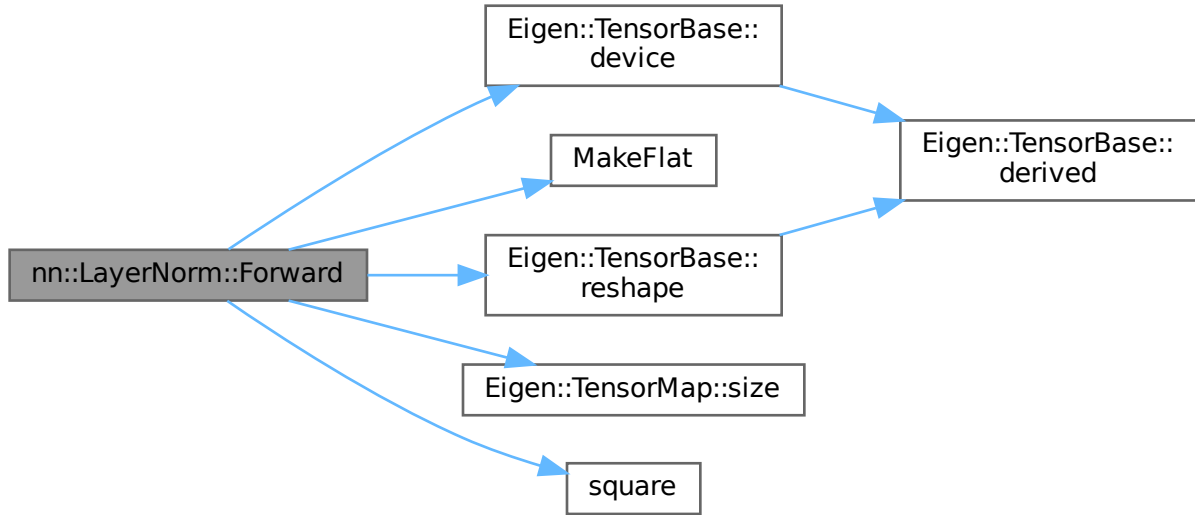 nn::LayerNorm::Forward
Eigen::TensorBase::
device
MakeFlat
Eigen::TensorBase::
reshape
Eigen::TensorMap::size
square
Eigen::TensorBase::
derived